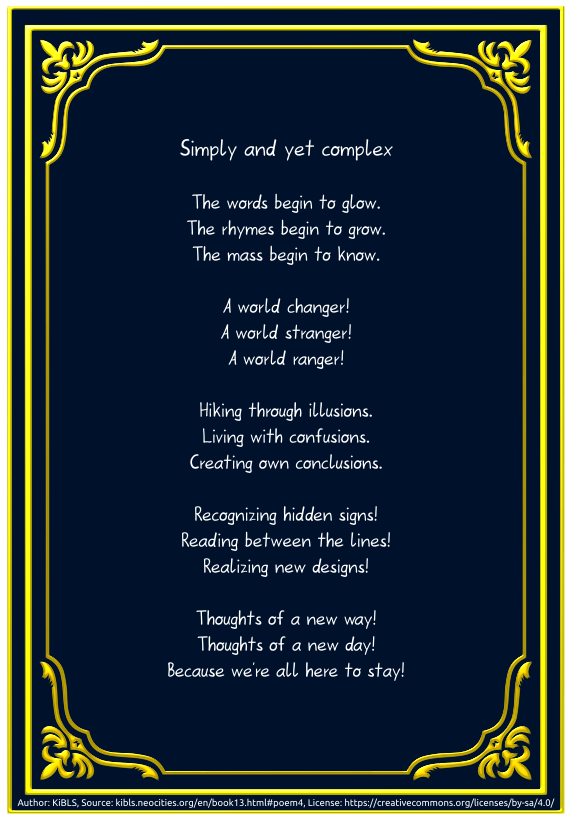 Simply and yet complex
The words begin to glow.
The rhymes begin to grow.
The mass begin to know.
A world changer!
A world stranger!
A world ranger!
Hiking through illusions.
Living with confusions.
Creating own conclusions.
Recognizing hidden signs!
Reading between the lines!
Realizing new designs!
Thoughts of a new way!
Thoughts of a new day!
Because we're all here to stay!
Author: KiBLS, Source: kibls.neocities.org/en/book13.html#poem4, License: https://creativecommons.org/licenses/by-sa/4.0/